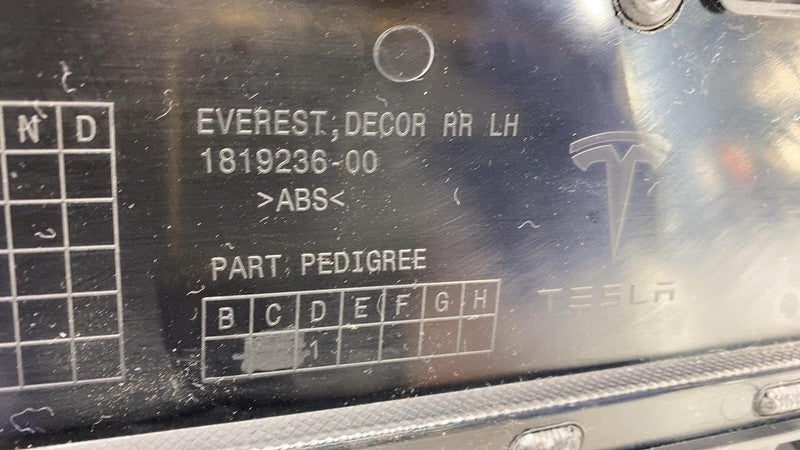 N D
EVEREST, DECOR RR LH
1819236-00
>ABS<
PART PEDIGREE
B C D E F G H
1
TESLA